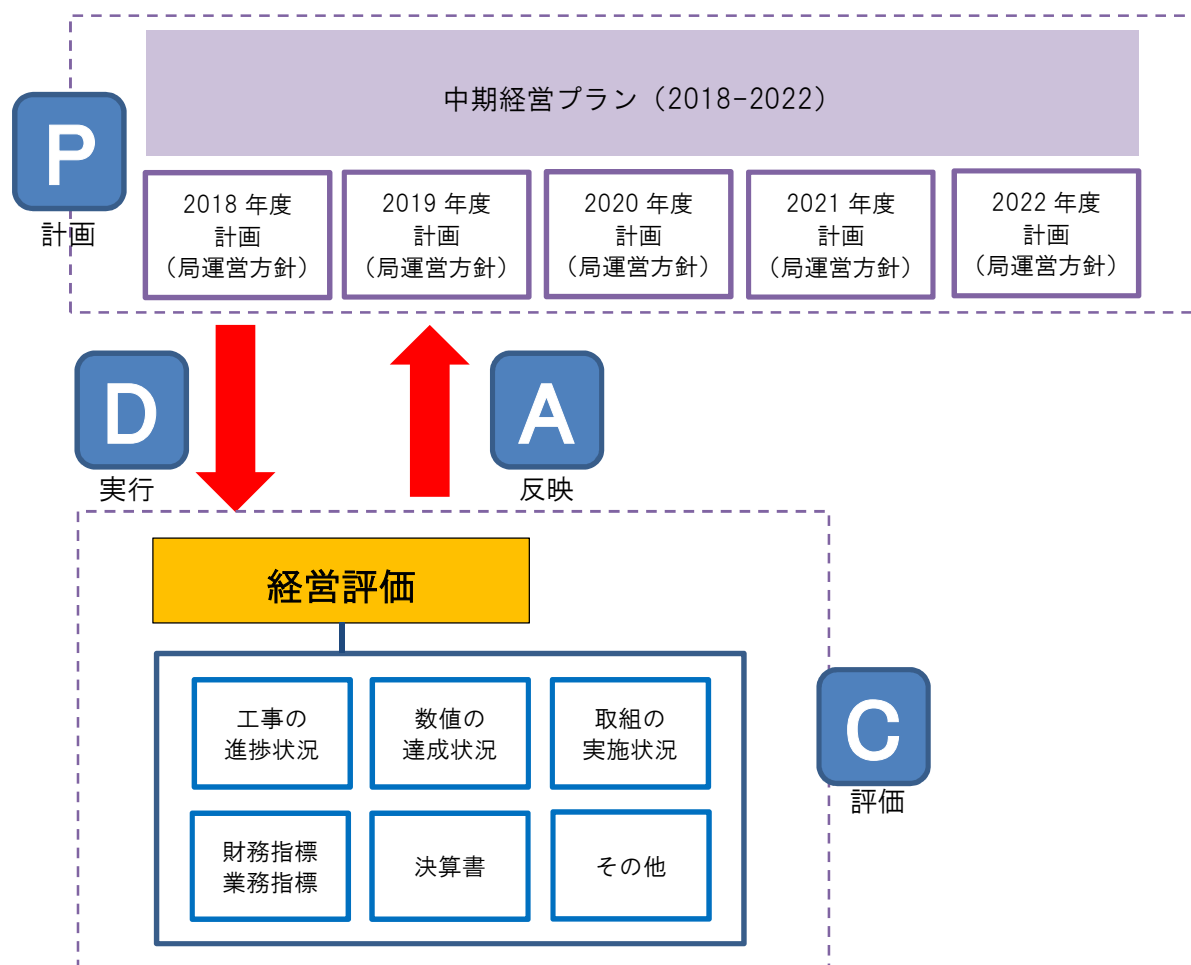 中期経営プラン（2018-2022）
P
計画
2018 年度
計画
（局運営方針）
2019 年度
計画
（局運営方針）
2020 年度
計画
（局運営方針）
2021 年度
計画
（局運営方針）
2022 年度
計画
（局運営方針）
D
実行
A
反映
経営評価
工事の
進捗状況
数値の
達成状況
取組の
実施状況
C
評価
財務指標
業務指標
決算書
その他